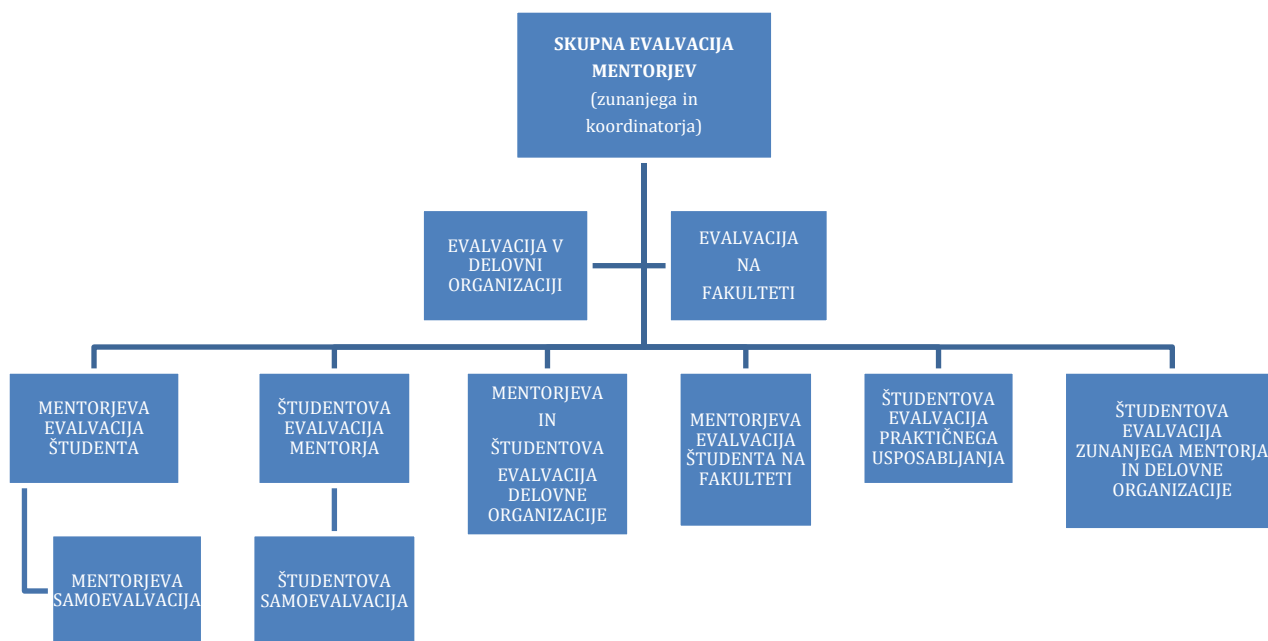 SKUPNA EVALVACIJA
MENTORJEV
(zunanjega in
koordinatorja)
EVALVACIJA V
DELOVNI
ORGANIZACIJI
EVALVACIJA
NA
FAKULTETI
MENTORJEVA
EVALVACIJA
ŠTUDENTA
ŠTUDENTOVA
EVALVACIJA
MENTORJA
MENTORJEVA
IN
ŠTUDENTOVA
EVALVACIJA
DELOVNE
ORGANIZACIJE
MENTORJEVA
EVALVACIJA
ŠTUDENTA NA
FAKULTETI
ŠTUDENTOVA
EVALVACIJA
PRAKTIČNEGA
USPOSABLJANJA
ŠTUDENTOVA
EVALVACIJA
ZUNANJEGA MENTORJA
IN DELOVNE
ORGANIZACIJE
MENTORJEVA
SAMOEVALVACIJA
ŠTUDENTOVA
SAMOEVALVACIJA